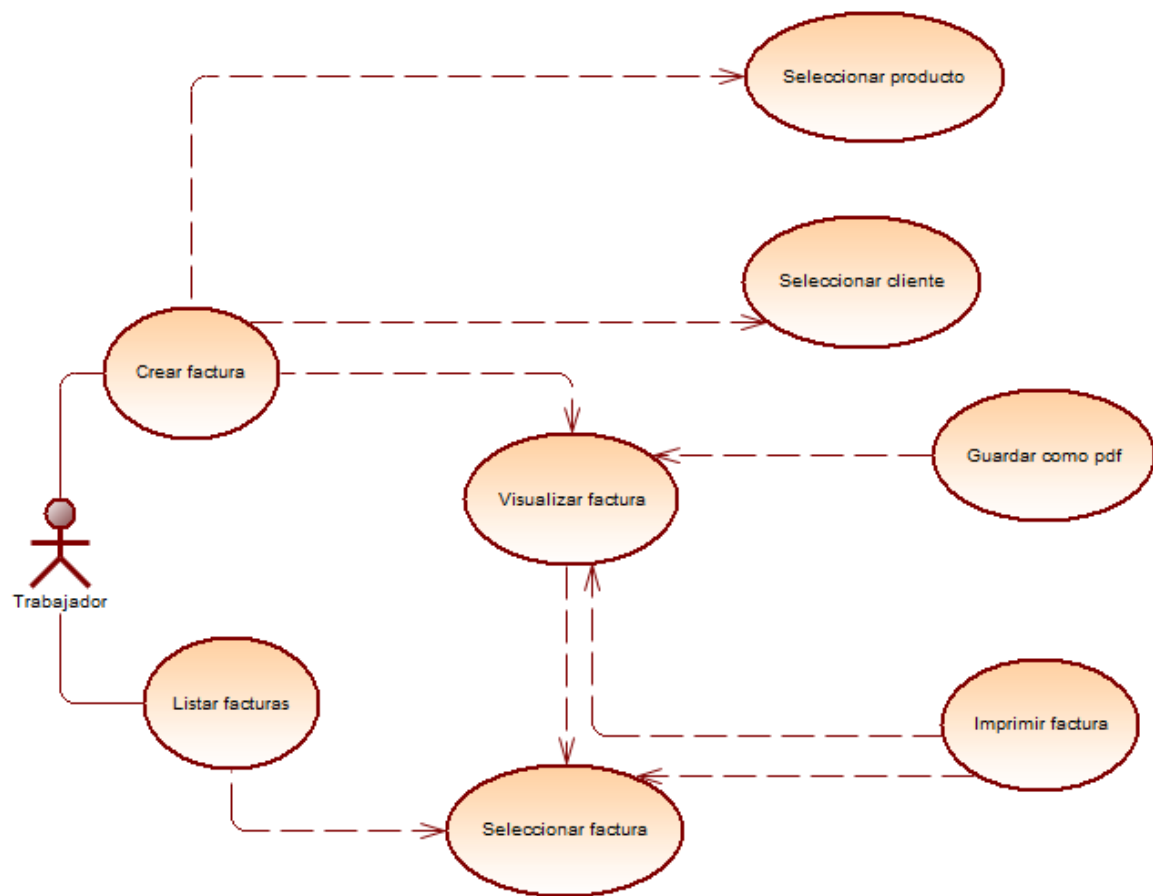 Seleccionar producto
Seleccionar cliente
Crear factura
Guardar como pdf
Visualizar factura
Trabajador
Listar facturas
Imprimir factura
Seleccionar factura